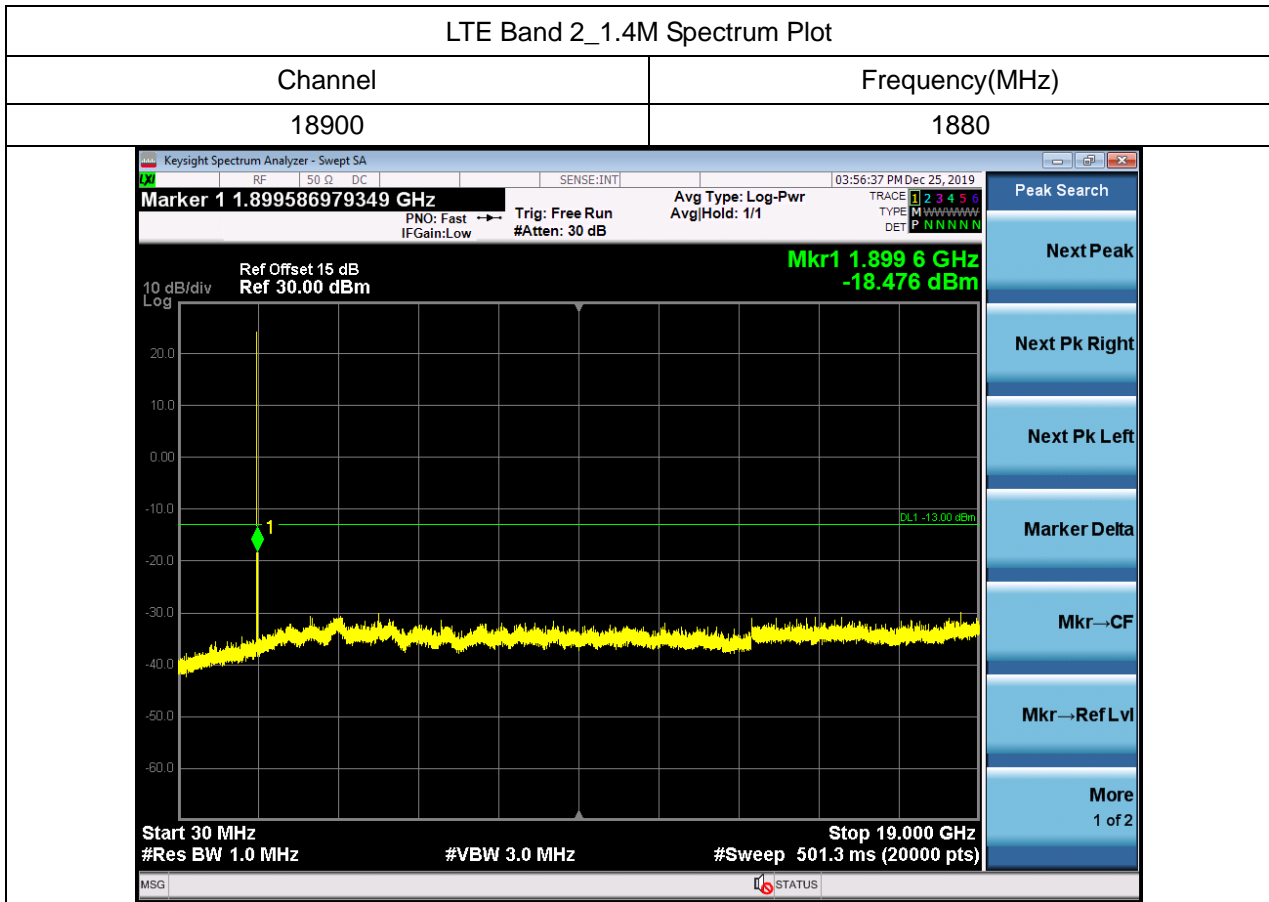 LTE Band 2_1.4M Spectrum Plot
Channel Frequency(MHz)
18900 1880
Keysight Spectrum Analyzer - Swept SA
LXI RF 50 Ω DC SENSE:INT 03:56:37 PM Dec 25, 2019
Marker 1 1.899586979349 GHz
PNO: Fast
IFGain:Low
Trig: Free Run
#Atten: 30 dB
Avg Type: Log-Pwr
Avg|Hold: 1/1
TRACE 1 2 3 4 5 6
TYPE M WWWWW
DET P N N N N N
Mkr1 1.899 6 GHz
-18.476 dBm
Ref Offset 15 dB
10 dB/div Ref 30.00 dBm
Log
20.0
10.0
0.00
-10.0
DL1 -13.00 dBm
1
-20.0
-30.0
-40.0
-50.0
-60.0
Start 30 MHz Stop 19.000 GHz
#Res BW 1.0 MHz #VBW 3.0 MHz #Sweep 501.3 ms (20000 pts)
MSG STATUS
Peak Search
Next Peak
Next Pk Right
Next Pk Left
Marker Delta
Mkr→CF
Mkr→Ref Lvl
More
1 of 2